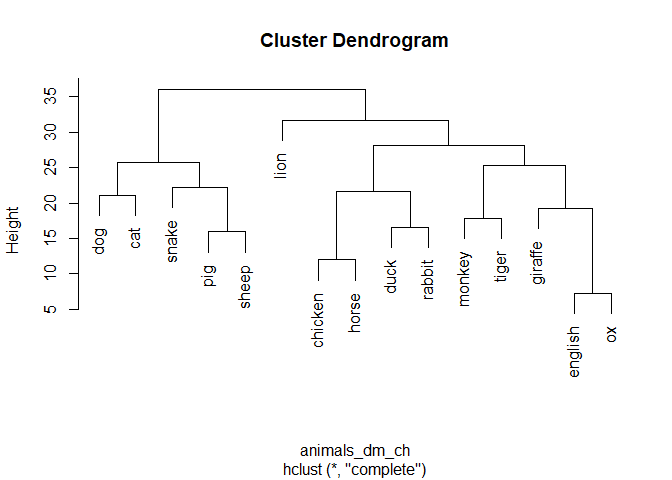 Cluster Dendrogram
Height
35
30
25
20
15
10
5
dog
cat
snake
pig
sheep
lion
chicken
horse
duck
rabbit
monkey
tiger
giraffe
english
ox
animals_dm_ch
hclust (*, "complete")